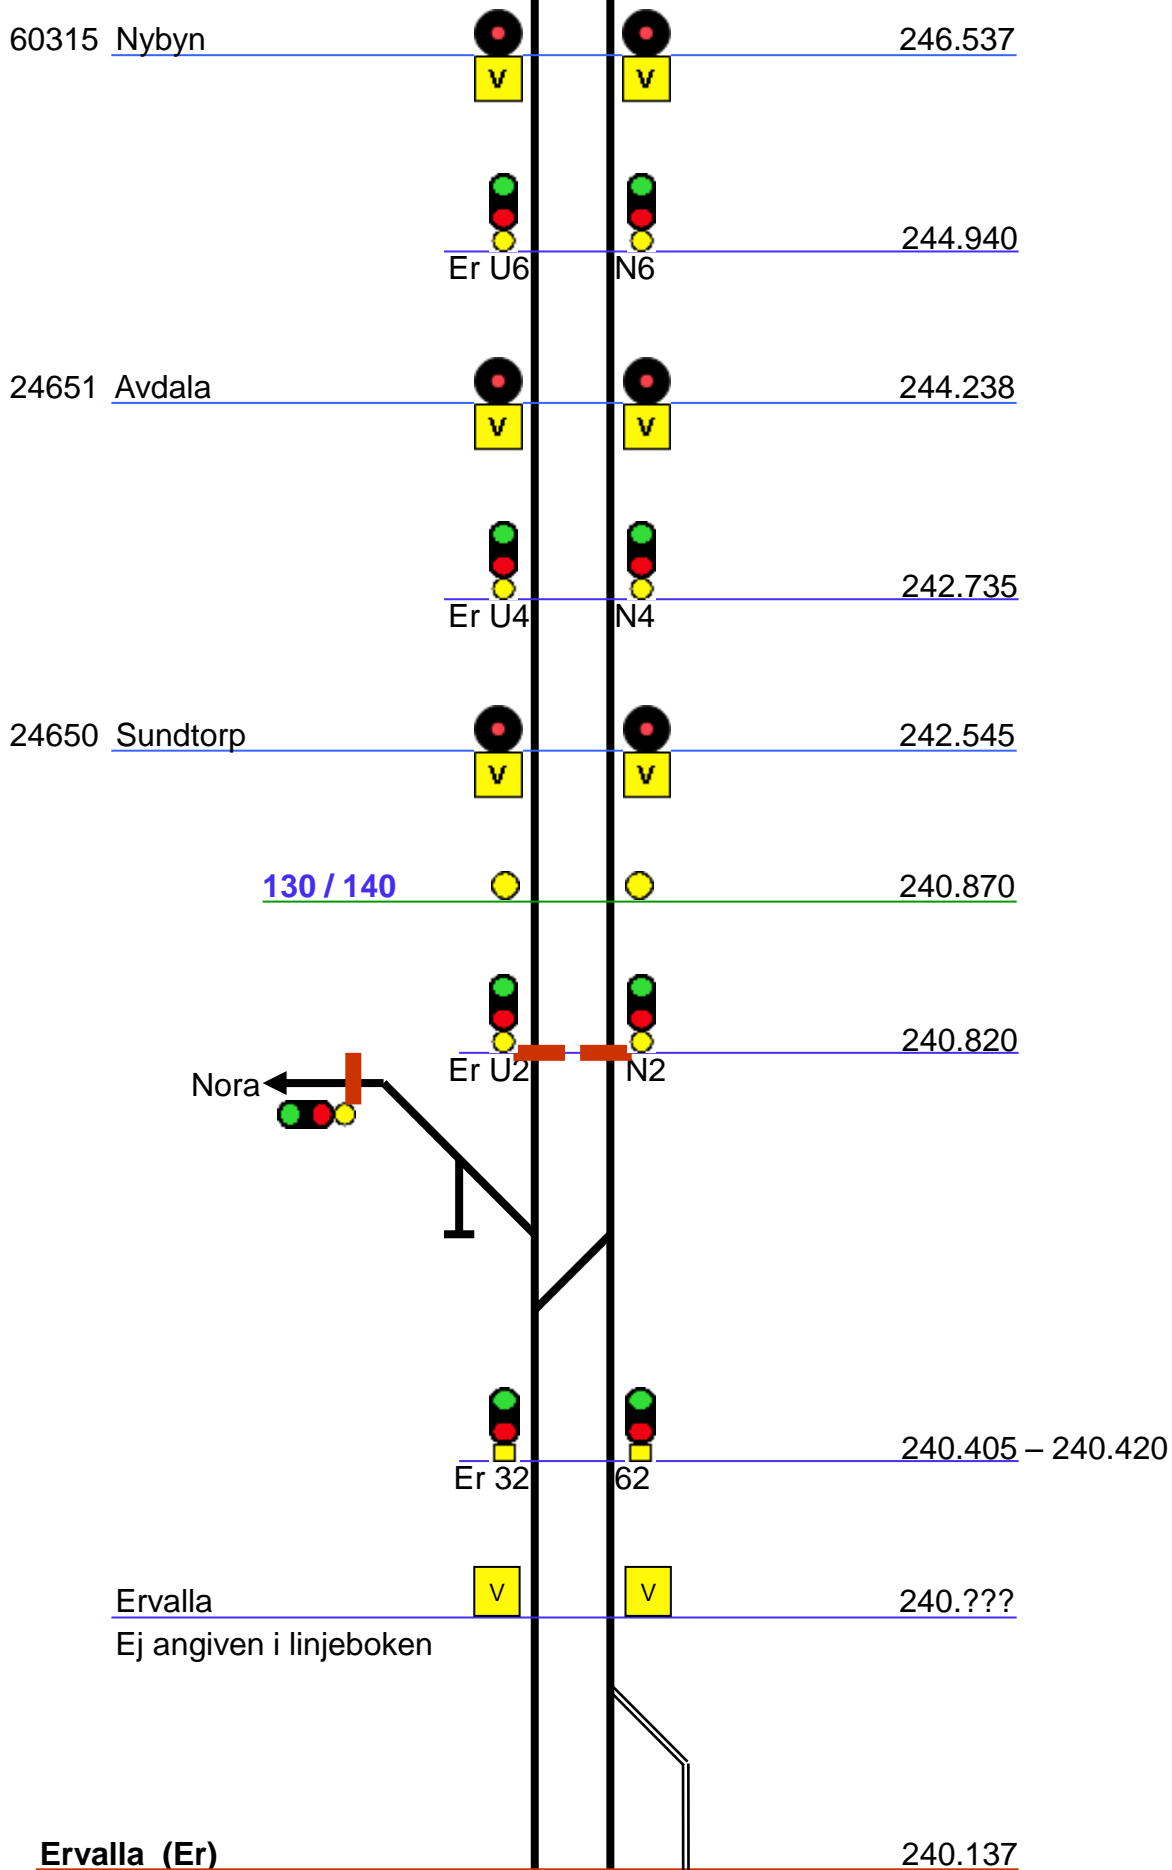 60315 Nybyn 246.537
V V
244.940
Er U6 N6
24651 Avdala 244.238
V V
242.735
Er U4 N4
24650 Sundtorp 242.545
V V
130 / 140 240.870
240.820
Er U2 N2
Nora
240.405 – 240.420
Er 32 62
V V
Ervalla 240.???
Ej angiven i linjeboken
Ervalla (Er) 240.137